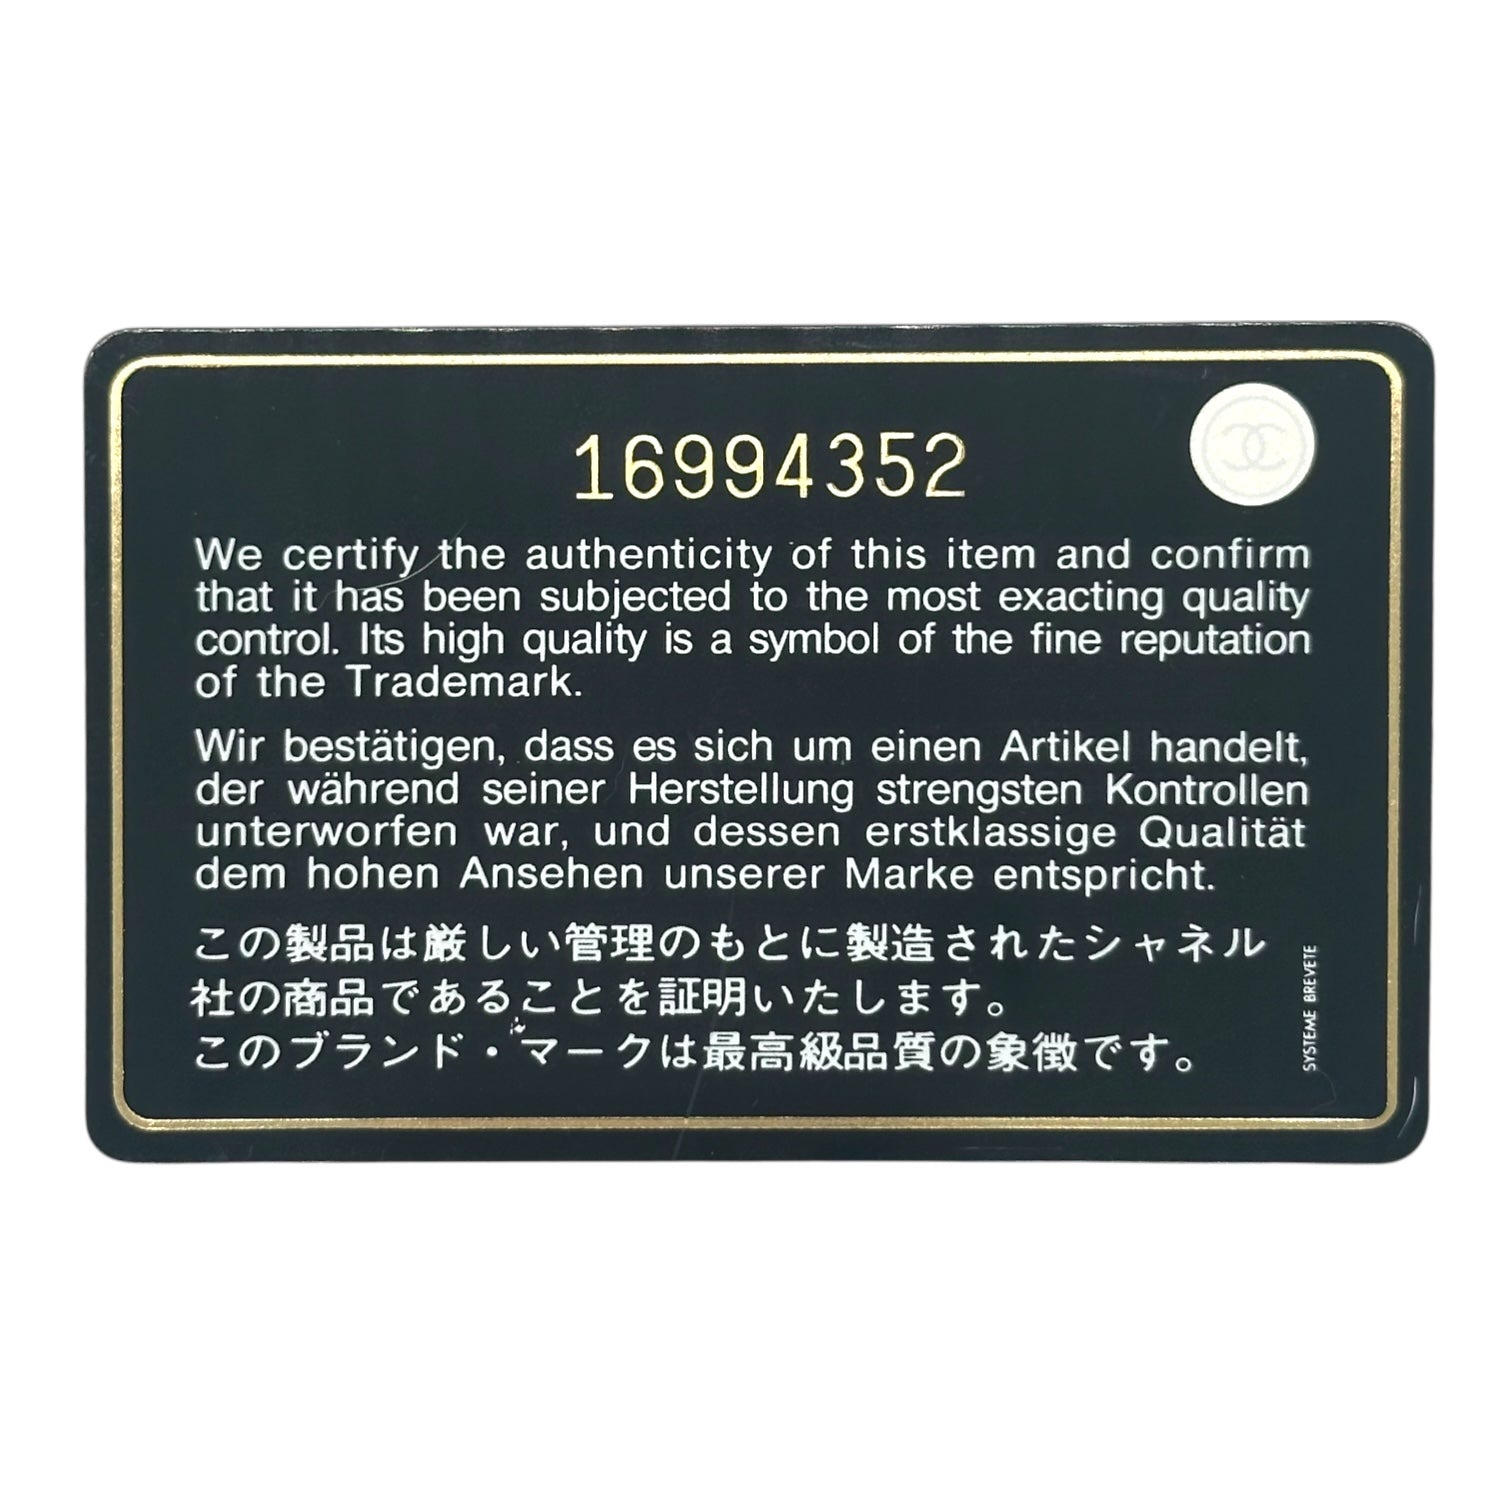 16994352
We certify the authenticity of this item and confirm
that it has been subjected to the most exacting quality
control. Its high quality is a symbol of the fine reputation
of the Trademark.
Wir bestätigen, dass es sich um einen Artikel handelt,
der während seiner Herstellung strengsten Kontrollen
unterworfen war, und dessen erstklassige Qualität
dem hohen Ansehen unserer Marke entspricht.
この製品は厳しい管理のもとに製造されたシャネル
社の商品であることを証明いたします。
このブランド・マークは最高級品質の象徴です。
SYSTEME BREVETE